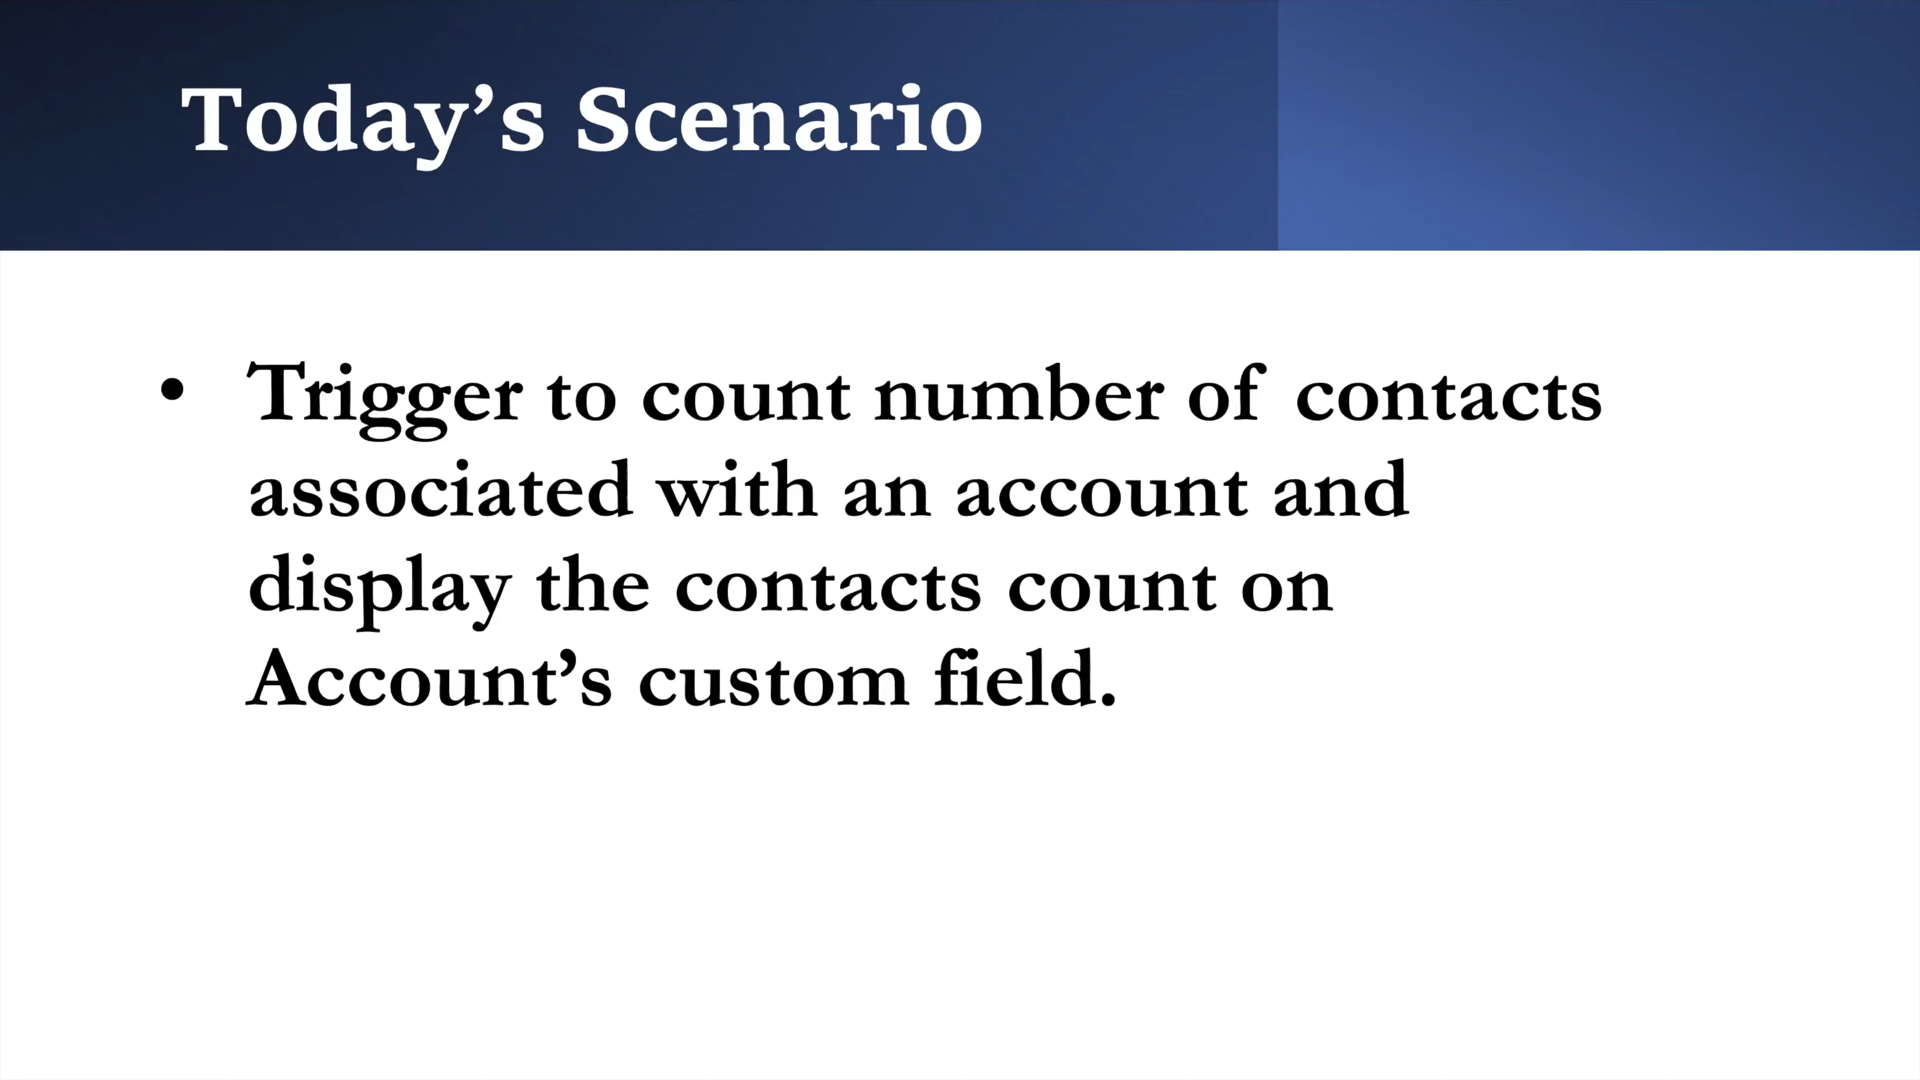 Today’s Scenario
• Trigger to count number of contacts
associated with an account and
display the contacts count on
Account’s custom field.